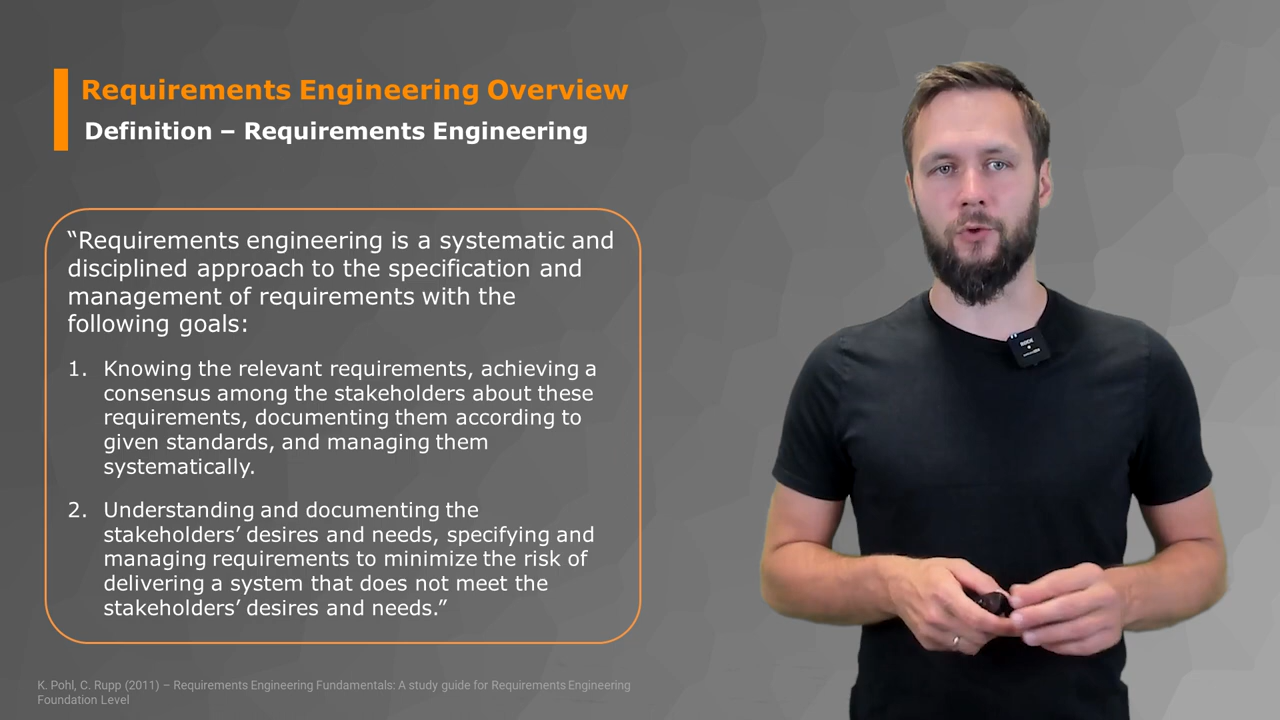 Requirements Engineering Overview
Definition – Requirements Engineering
“Requirements engineering is a systematic and
disciplined approach to the specification and
management of requirements with the
following goals:
1. Knowing the relevant requirements, achieving a
consensus among the stakeholders about these
requirements, documenting them according to
given standards, and managing them
systematically.
2. Understanding and documenting the
stakeholders’ desires and needs, specifying and
managing requirements to minimize the risk of
delivering a system that does not meet the
stakeholders’ desires and needs.”
K. Pohl, C. Rupp (2011) – Requirements Engineering Fundamentals: A study guide for Requirements Engineering
Foundation Level